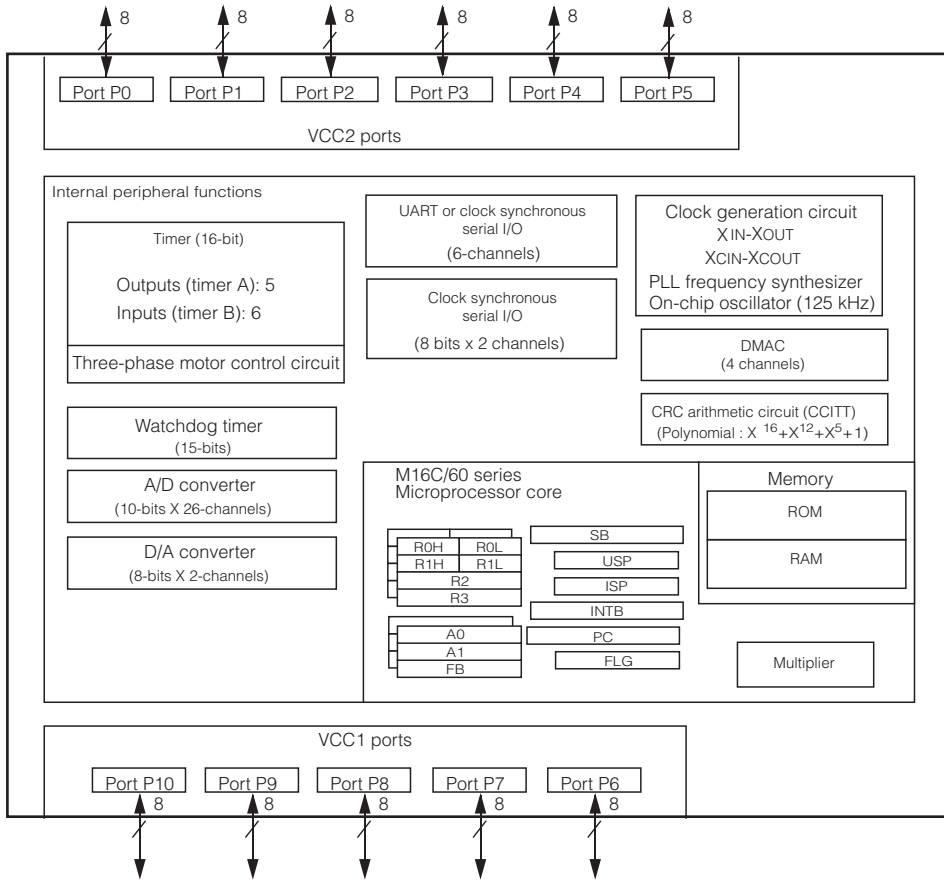 8 8 8 8 8 8
Port P0 Port P1 Port P2 Port P3 Port P4 Port P5
VCC2 ports
Internal peripheral functions
Timer (16-bit)
Outputs (timer A): 5
Inputs (timer B): 6
Three-phase motor control circuit
Watchdog timer
(15-bits)
A/D converter
(10-bits X 26-channels)
D/A converter
(8-bits X 2-channels)
UART or clock synchronous
serial I/O
(6-channels)
Clock synchronous
serial I/O
(8 bits x 2 channels)
Clock generation circuit
XIN-XOUT
XCIN-XCOUT
PLL frequency synthesizer
On-chip oscillator (125 kHz)
DMAC
(4 channels)
CRC arithmetic circuit (CCITT)
(Polynomial : X 16+X12+X5+1)
M16C/60 series
Microprocessor core
R0H R0L
R1H R1L
R2
R3
A0
A1
FB
SB
USP
ISP
INTB
PC
FLG
Memory
ROM
RAM
Multiplier
VCC1 ports
Port P10 Port P9 Port P8 Port P7 Port P6
8 8 8 8 8